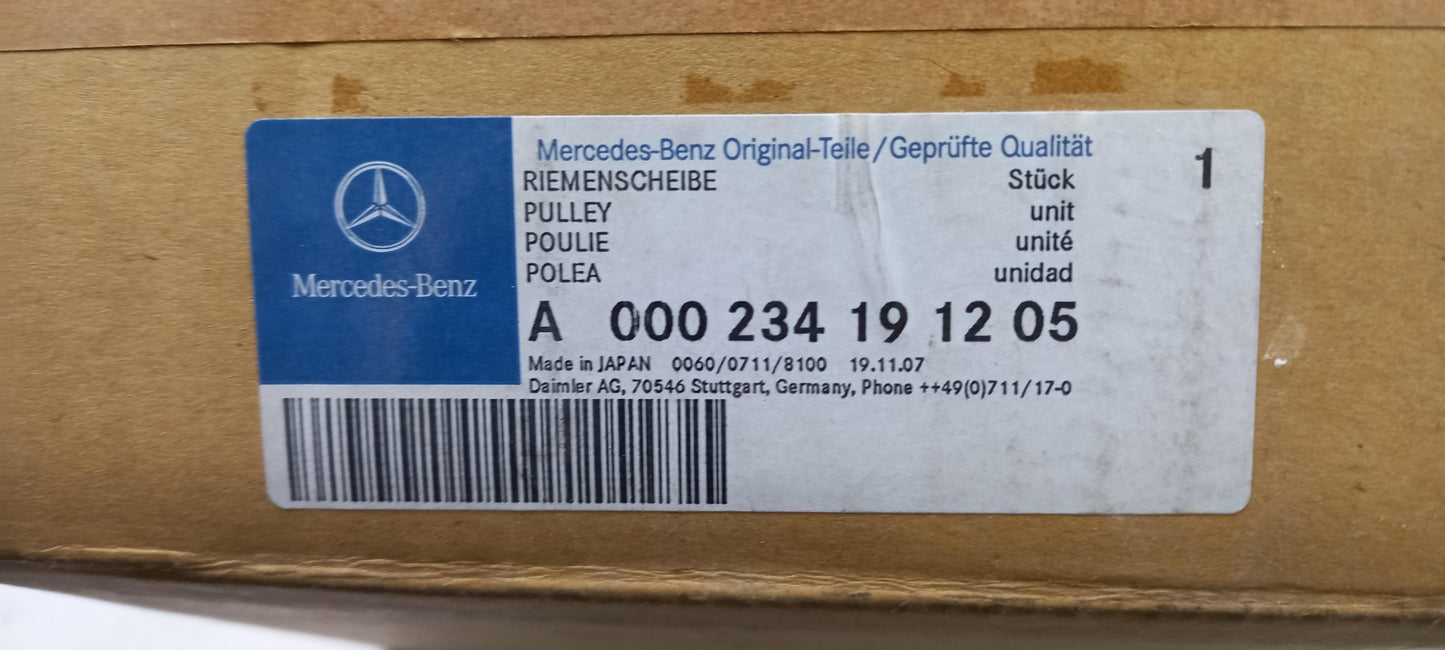 Mercedes-Benz
Mercedes-Benz Original-Teile/Geprüfte Qualität
RIEMENSCHEIBE Stück 1
PULLEY unit
POULIE unité
POLEA unidad
A 000 234 19 12 05
Made in JAPAN 0060/0711/8100 19.11.07
Daimler AG, 70546 Stuttgart, Germany, Phone ++49(0)711/17-0